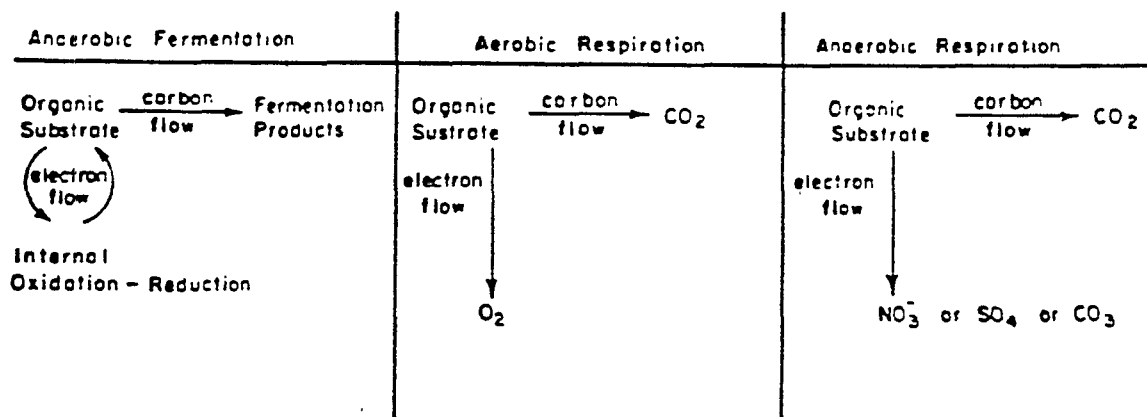 Anaerobic Fermentation
Organic
Substrate
carbon
flow
Fermentation
Products
electron
flow
Internal
Oxidation - Reduction
Aerobic Respiration
Organic
Sustrate
carbon
flow
CO2
electron
flow
O2
Anaerobic Respiration
Organic
Substrate
carbon
flow
CO2
electron
flow
NO3- or SO4 or CO3